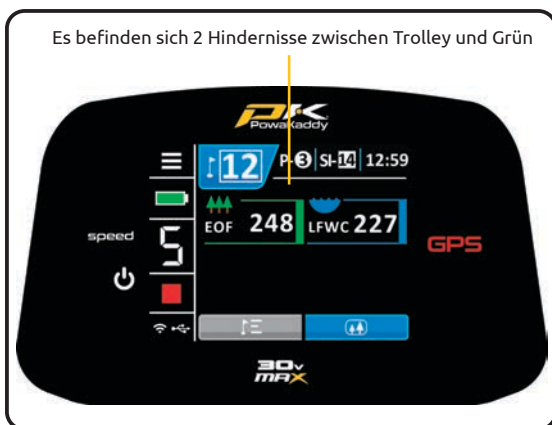 Es befinden sich 2 Hindernisse zwischen Trolley und Grün
PK
PowaKaddy
12 P-3 SI-14 12:59
EOF 248 LFWC 227
speed 5 GPS
30v
MAX